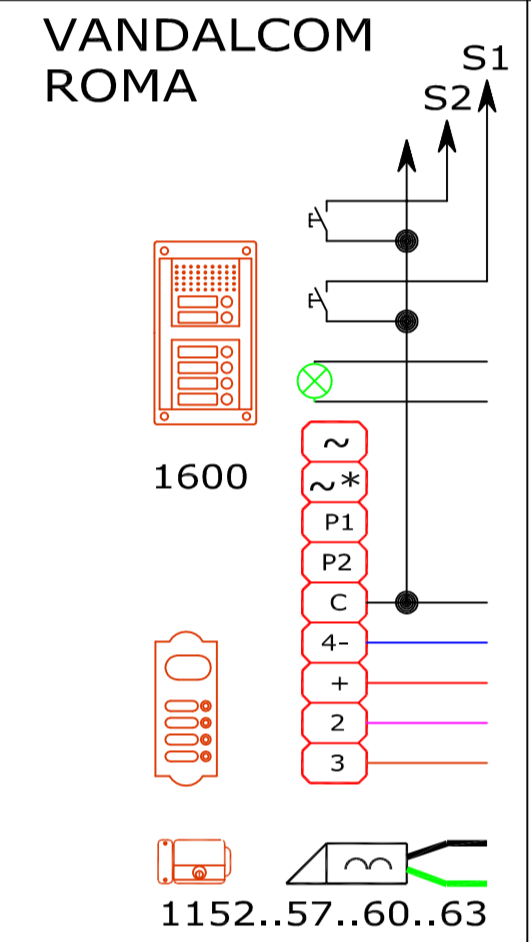 VANDALCOM
ROMA
S1
S2
1600
~
~*
P1
P2
C
4-
+
2
3
1152..57..60..63